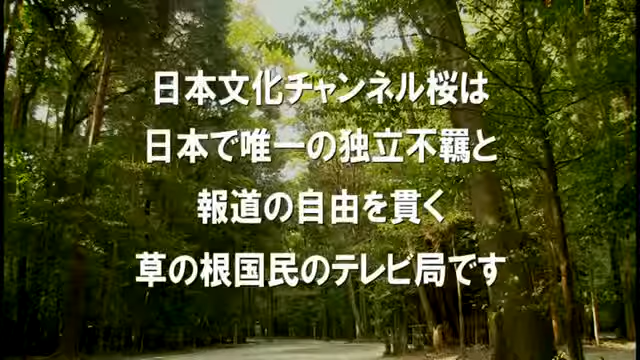 日本文化チャンネル桜は
日本で唯一の独立不羈と
報道の自由を貫く
草の根国民のテレビ局です